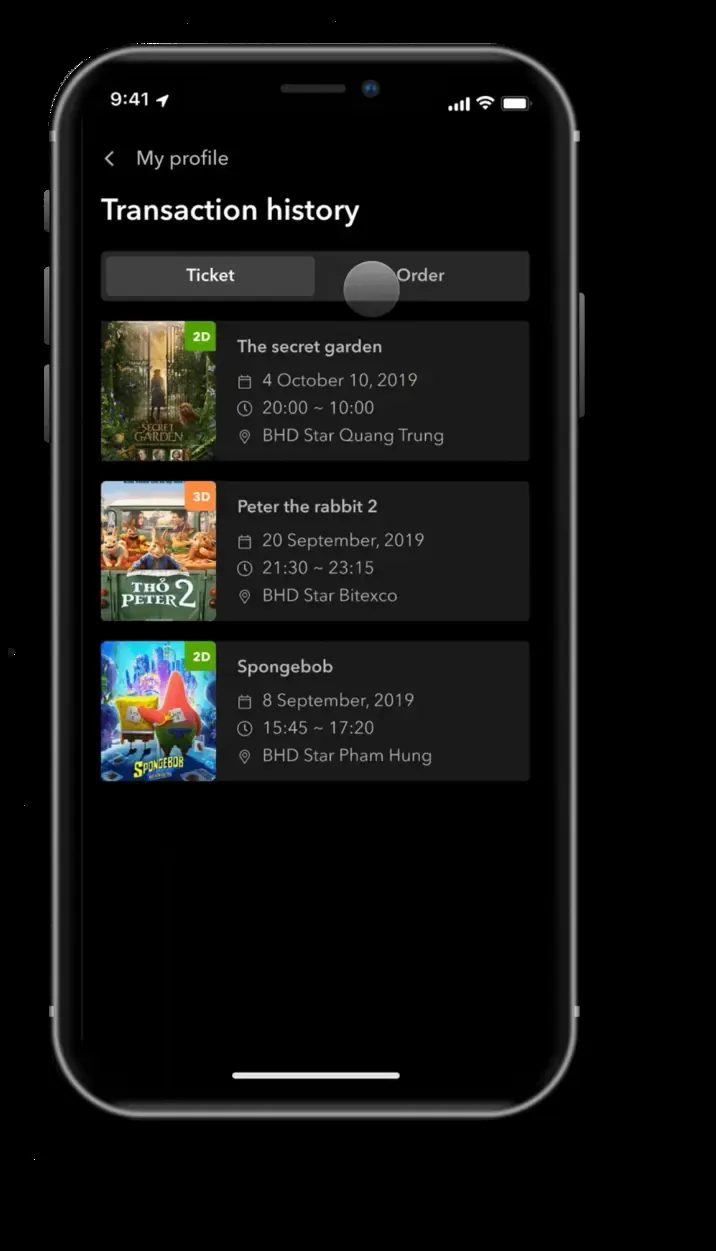 9:41
My profile
Transaction history
Ticket
Order
2D
SECRET
GARDEN
The secret garden
4 October 10, 2019
20:00 ~ 10:00
BHD Star Quang Trung
3D
THỎ
PETER 2
Peter the rabbit 2
20 September, 2019
21:30 ~ 23:15
BHD Star Bitexco
2D
SPONGEBOB
Spongebob
8 September, 2019
15:45 ~ 17:20
BHD Star Pham Hung